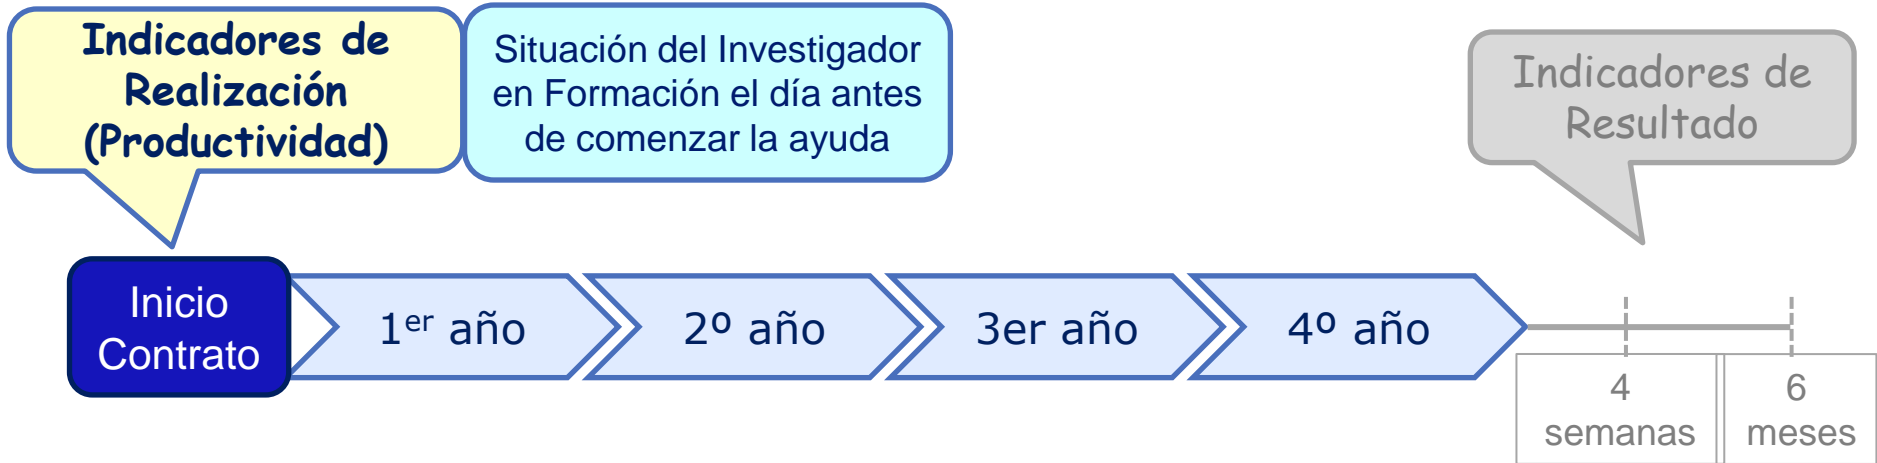 Indicadores de
Realización
(Productividad)
Situación del Investigador
en Formación el día antes
de comenzar la ayuda
Indicadores de
Resultado
Inicio
Contrato
1er año
2º año
3er año
4º año
4
semanas
6
meses